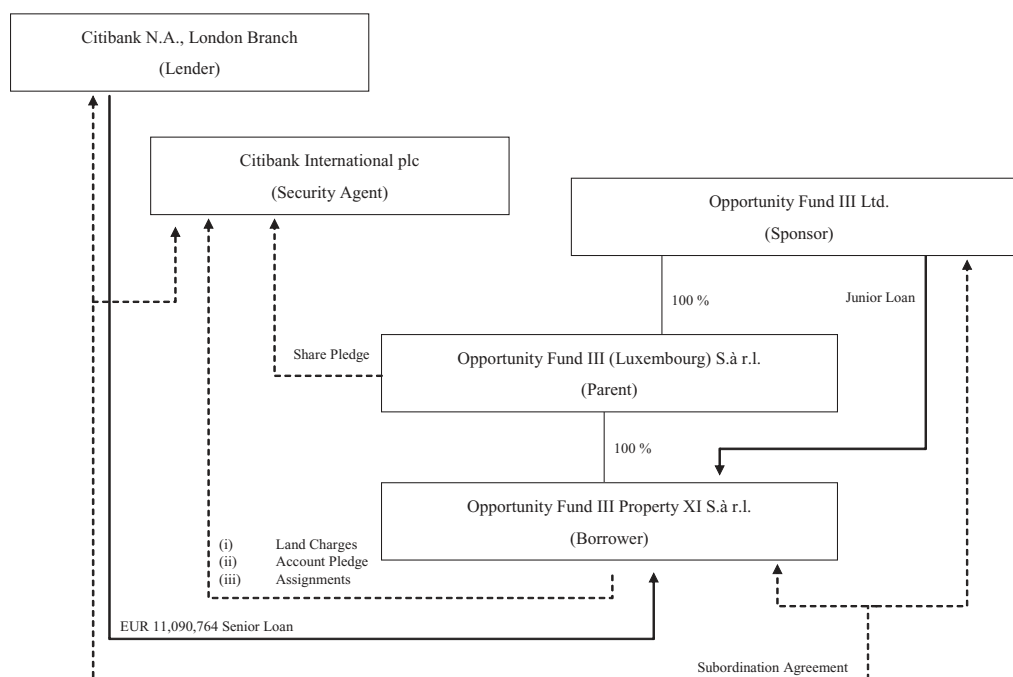 Citibank N.A., London Branch
(Lender)
Citibank International plc
(Security Agent)
Opportunity Fund III Ltd.
(Sponsor)
100 %
Junior Loan
Share Pledge
Opportunity Fund III (Luxembourg) S.à r.l.
(Parent)
100 %
Opportunity Fund III Property XI S.à r.l.
(Borrower)
(i) Land Charges
(ii) Account Pledge
(iii) Assignments
EUR 11,090,764 Senior Loan
Subordination Agreement